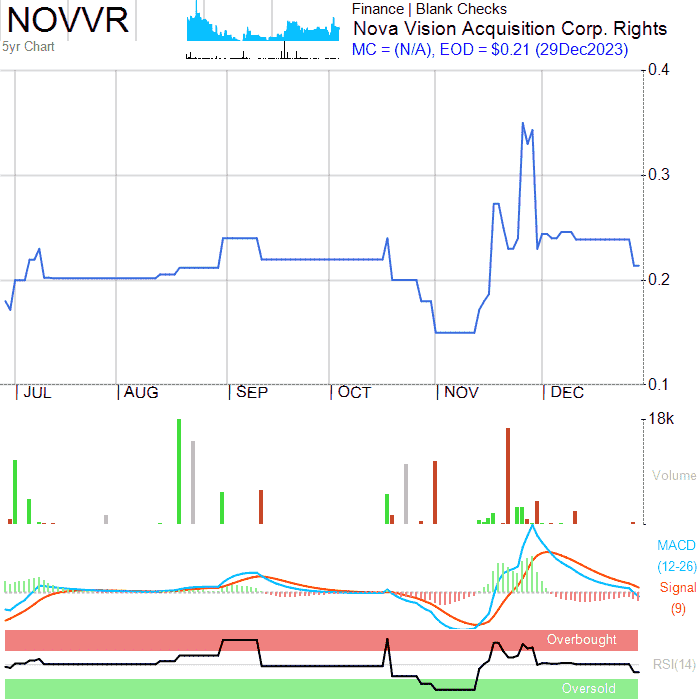 NOVVR
5yr Chart
Finance | Blank Checks
Nova Vision Acquisition Corp. Rights
MC = (N/A), EOD = $0.21 (29Dec2023)
0.4
0.3
0.2
0.1
JUL AUG SEP OCT NOV DEC
18k
Volume
MACD
(12-26)
Signal
(9)
Overbought
RSI(14)
Oversold